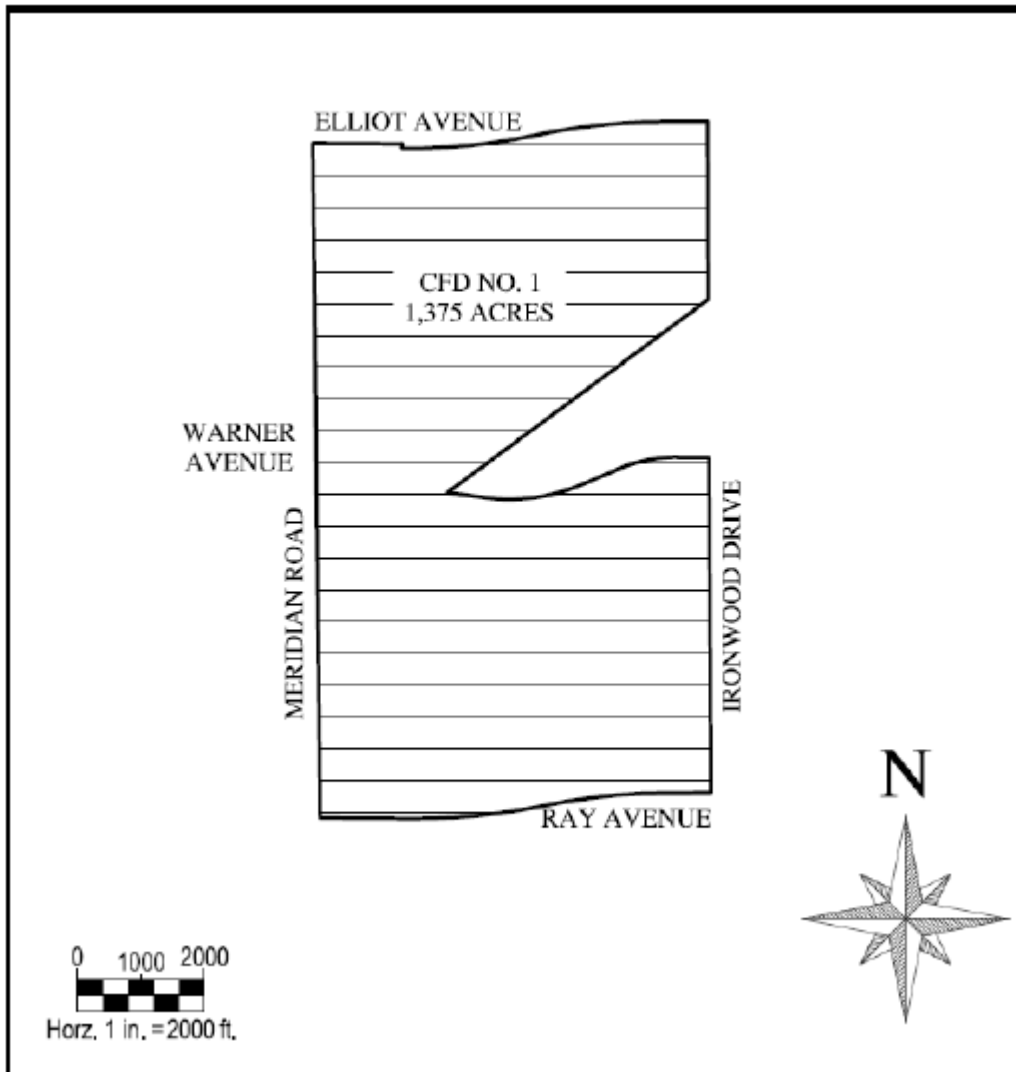 ELLIOT AVENUE
CFD NO. 1
1,375 ACRES
WARNER
AVENUE
MERIDIAN ROAD
IRONWOOD DRIVE
RAY AVENUE
N
0 1000 2000
Horz. 1 in. =2000 ft.